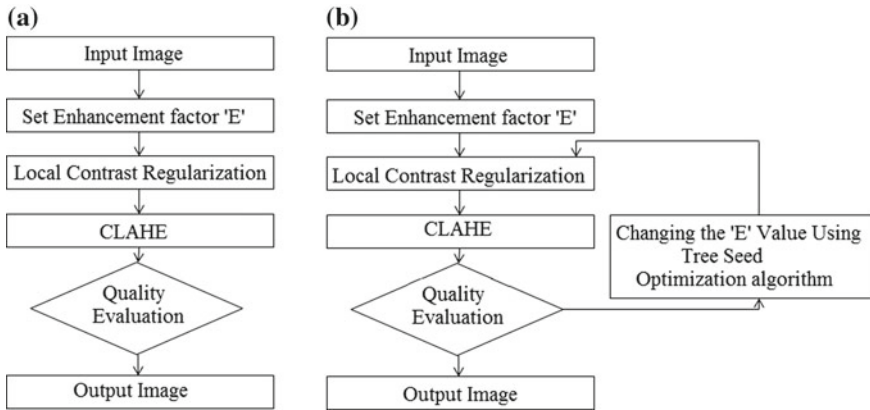 (a)
Input Image
Set Enhancement factor 'E'
Local Contrast Regularization
CLAHE
Quality
Evaluation
Output Image
(b)
Input Image
Set Enhancement factor 'E'
Local Contrast Regularization
CLAHE
Quality
Evaluation
Output Image
Changing the 'E' Value Using
Tree Seed
Optimization algorithm